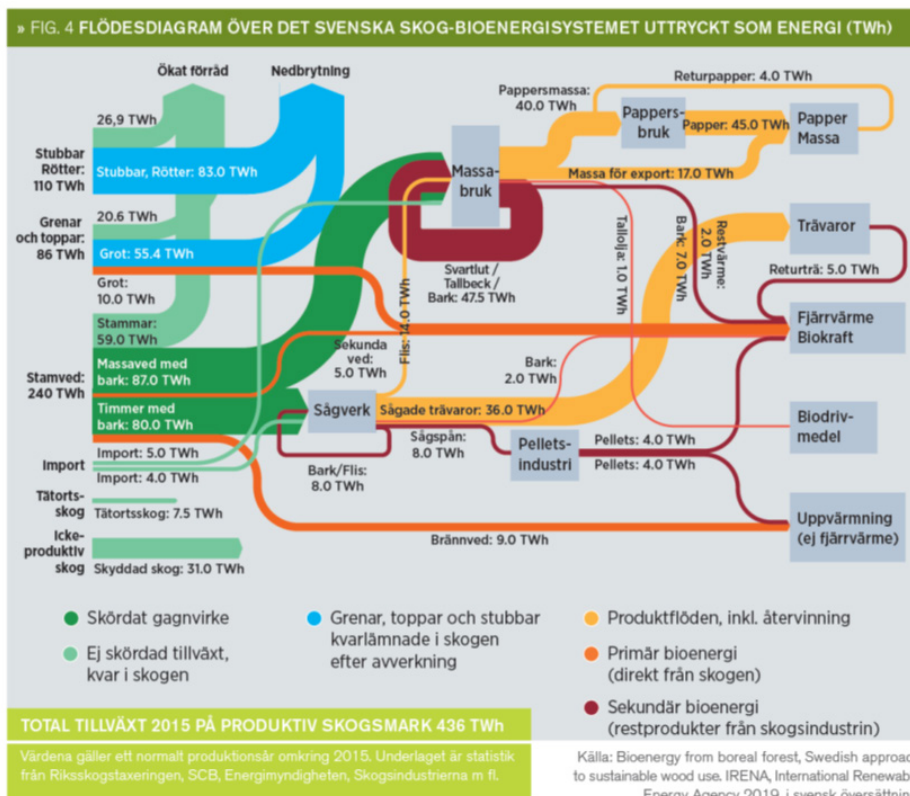 » FIG. 4 FLÖDESDIAGRAM ÖVER DET SVENSKA SKOG-BIOENERGISYSTEMET UTTRYCKT SOM ENERGI (TWh)
Ökat förråd
Nedbrytning
26,9 TWh
Stubbar
Rötter:
110 TWh
Stubbar, Rötter: 83.0 TWh
20.6 TWh
Grenar
och toppar:
86 TWh
Grot: 55.4 TWh
Grot:
10.0 TWh
Stammar:
59.0 TWh
Stamved:
240 TWh
Massaved med
bark: 87.0 TWh
Timmer med
bark: 80.0 TWh
Import
Import: 5.0 TWh
Import: 4.0 TWh
Tätorts-
skog
Tätortsskog: 7.5 TWh
Icke-
produktiv
skog
Skyddad skog: 31.0 TWh
Massa-
bruk
Svartlut /
Tallbeck /
Bark: 47.5 TWh
Sekunda
ved:
5.0 TWh
Flis: 14.0 TWh
Sågverk
Sågade trävaror: 36.0 TWh
Bark/Flis:
8.0 TWh
Sågspån:
8.0 TWh
Bark:
2.0 TWh
Pellets-
industri
Pellets: 4.0 TWh
Pellets: 4.0 TWh
Brännved: 9.0 TWh
Pappersmassa:
40.0 TWh
Returpapper: 4.0 TWh
Pappers-
bruk
Papper: 45.0 TWh
Papper
Massa
Massa för export: 17.0 TWh
Tallolja: 1.0 TWh
Bark: 7.0 TWh
Restvärme:
2.0 TWh
Trävaror
Returträ: 5.0 TWh
Fjärrvärme
Biokraft
Biodriv-
medel
Uppvärmning
(ej fjärrvärme)
Skördat gagnvirke
Ej skördad tillväxt,
kvar i skogen
Grenar, toppar och stubbar
kvarlämnade i skogen
efter avverkning
Produktflöden, inkl. återvinning
Primär bioenergi
(direkt från skogen)
Sekundär bioenergi
(restprodukter från skogsindustrin)
TOTAL TILLVÄXT 2015 PÅ PRODUKTIV SKOGSMARK 436 TWh
Värdena gäller ett normalt produktionsår omkring 2015. Underlaget är statistik
från Riksskogstaxeringen, SCB, Energimyndigheten, Skogsindustrierna m fl.
Källa: Bioenergy from boreal forest, Swedish approac
to sustainable wood use. IRENA, International Renewab
Energy Agency 2019, i svensk översättnin